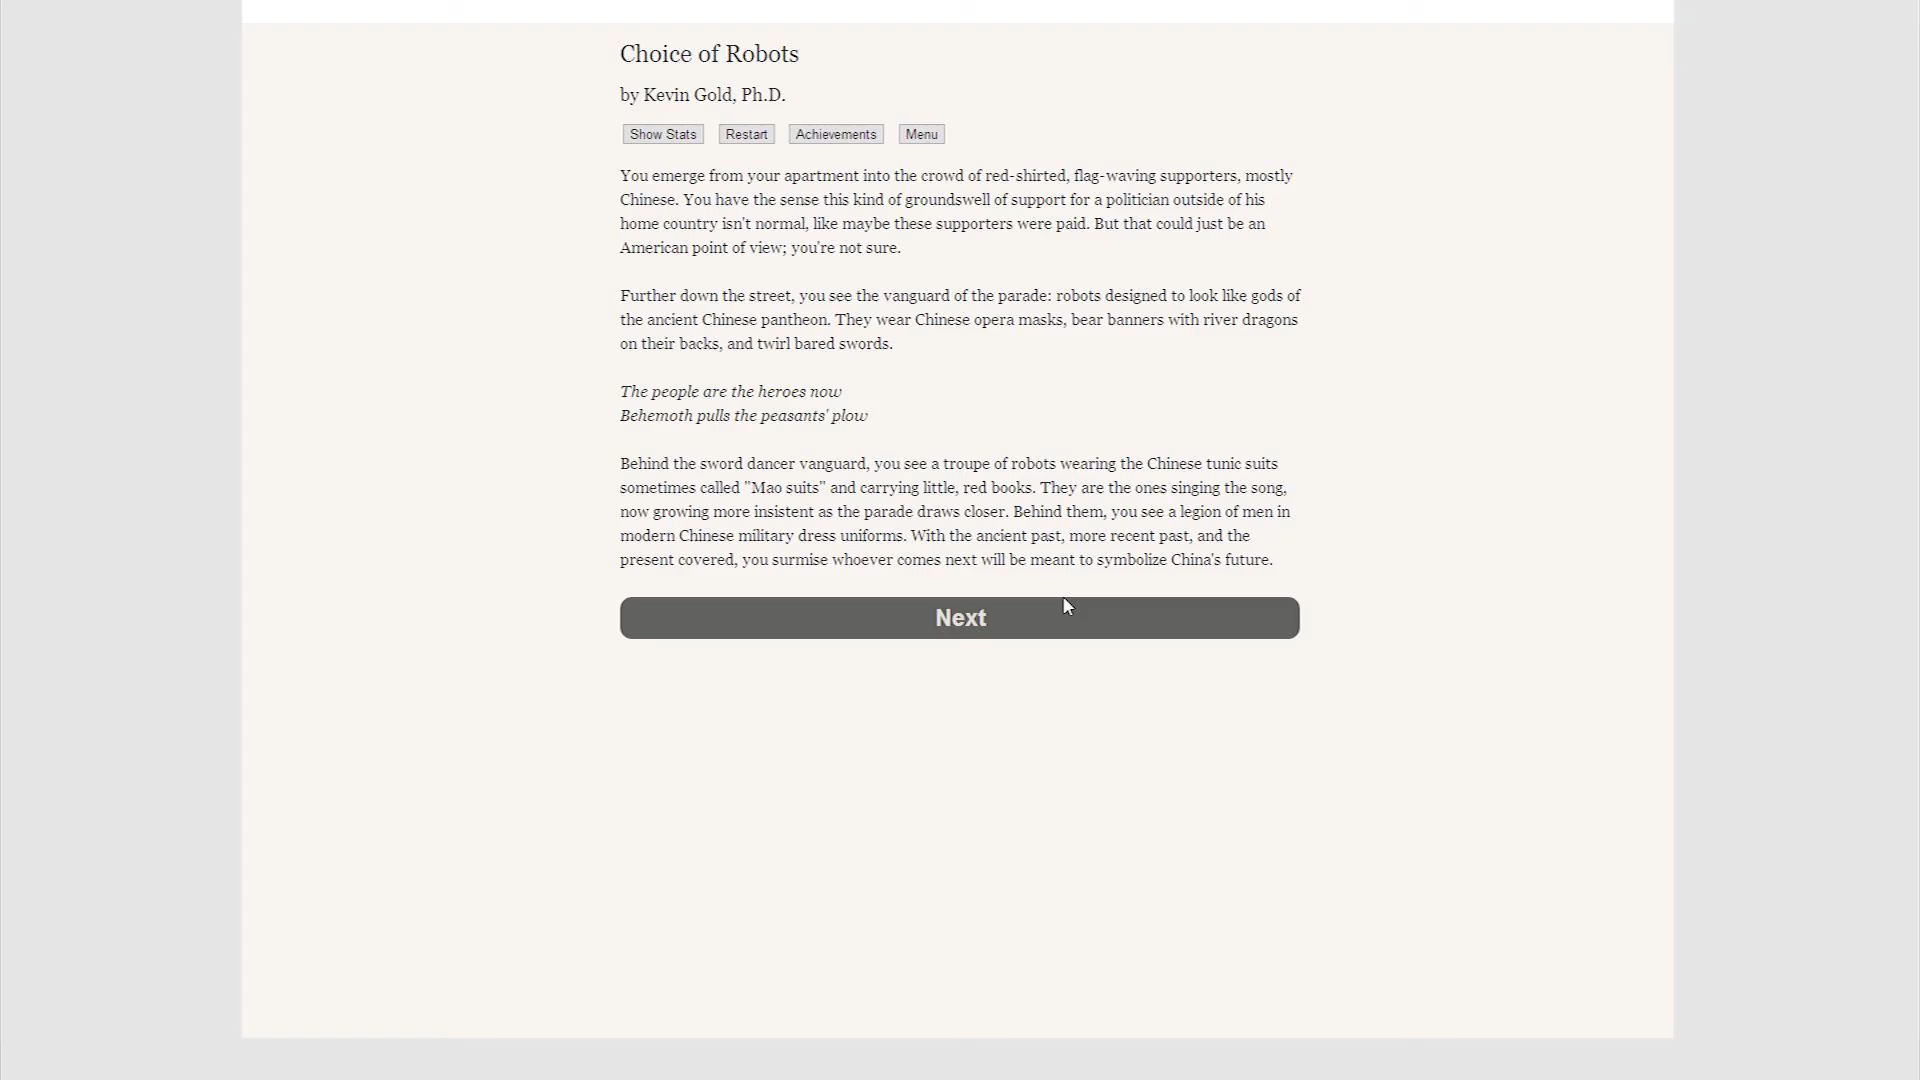 Choice of Robots
by Kevin Gold, Ph.D.
Show Stats Restart Achievements Menu
You emerge from your apartment into the crowd of red-shirted, flag-waving supporters, mostly
Chinese. You have the sense this kind of groundswell of support for a politician outside of his
home country isn't normal, like maybe these supporters were paid. But that could just be an
American point of view; you're not sure.
Further down the street, you see the vanguard of the parade: robots designed to look like gods of
the ancient Chinese pantheon. They wear Chinese opera masks, bear banners with river dragons
on their backs, and twirl bared swords.
The people are the heroes now
Behemoth pulls the peasants' plow
Behind the sword dancer vanguard, you see a troupe of robots wearing the Chinese tunic suits
sometimes called "Mao suits" and carrying little, red books. They are the ones singing the song,
now growing more insistent as the parade draws closer. Behind them, you see a legion of men in
modern Chinese military dress uniforms. With the ancient past, more recent past, and the
present covered, you surmise whoever comes next will be meant to symbolize China's future.
Next